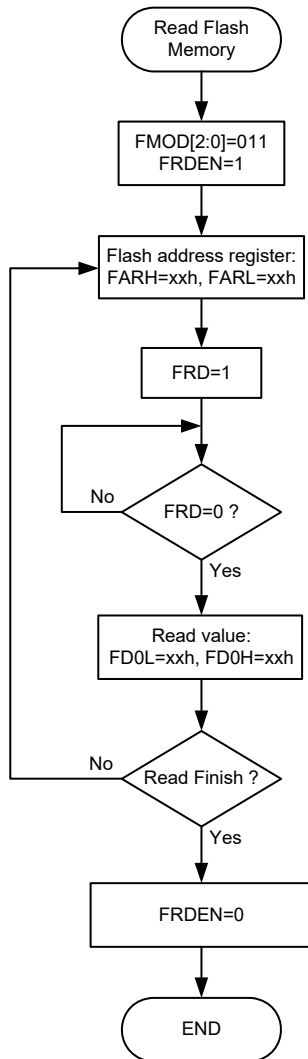 Read Flash
Memory
FMOD[2:0]=011
FRDEN=1
Flash address register:
FARH=xxh, FARL=xxh
FRD=1
No
FRD=0 ?
Yes
Read value:
FD0L=xxh, FD0H=xxh
No
Read Finish ?
Yes
FRDEN=0
END